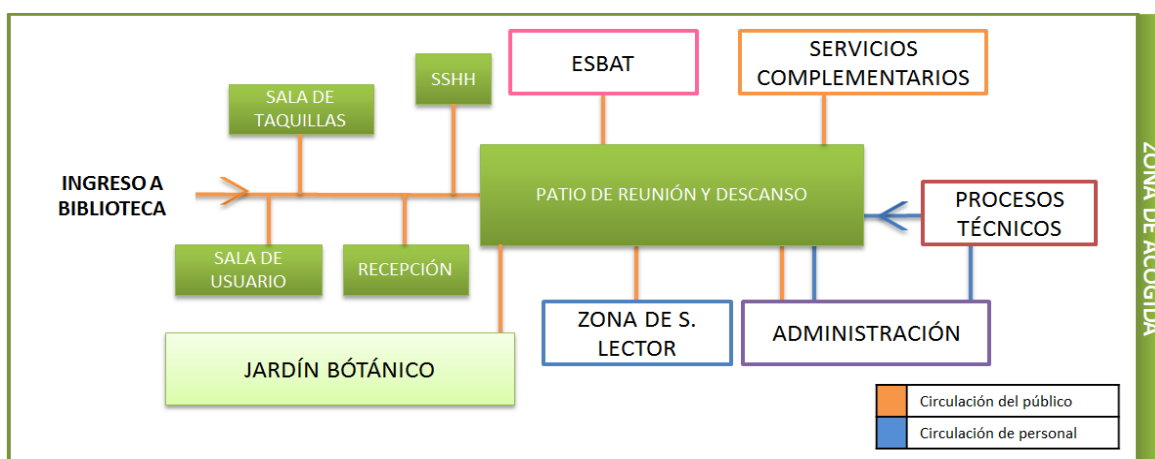 ESBAT
SERVICIOS
COMPLEMENTARIOS
SSHH
SALA DE
TAQUILLAS
INGRESO A
BIBLIOTECA
PATIO DE REUNIÓN Y DESCANSO
PROCESOS
TÉCNICOS
SALA DE
USUARIO
RECEPCIÓN
ZONA DE S.
LECTOR
ADMINISTRACIÓN
JARDÍN BÓTÁNICO
Circulación del público
Circulación de personal
ZONA DE ACOGIDA